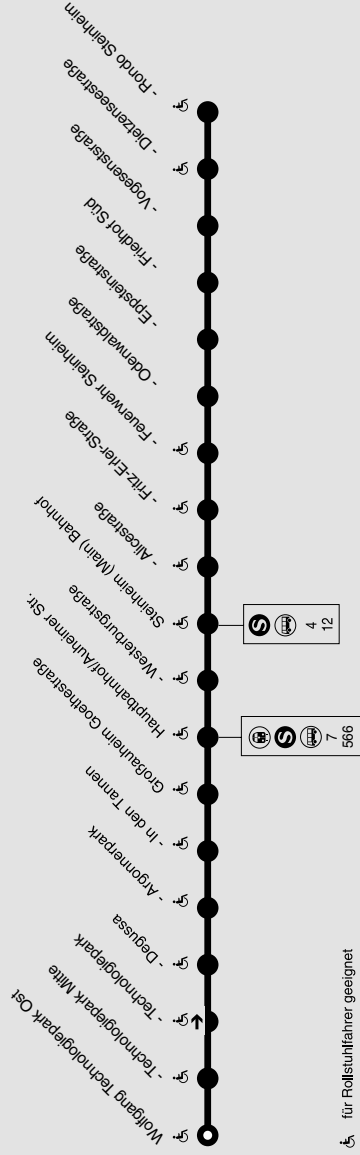 Wolfgang Technologiepark Ost
- Technologiepark Mitte
- Technologiepark
- Degussa
- Argonnerpark
- In den Tannen
Großauheim Goethestraße
Hauptbahnhof/Auheimer Str.
- Westerburgstraße
Steinheim (Main) Bahnhof
- Alicestraße
- Fritz-Erler-Straße
- Feuerwehr Steinheim
- Odenwaldstraße
- Eppsteinstraße
- Friedhof Süd
- Vogesenstraße
- Dietzenseestraße
- Rondo Steinheim
S
7
566
S
4
12
für Rollstuhlfahrer geeignet